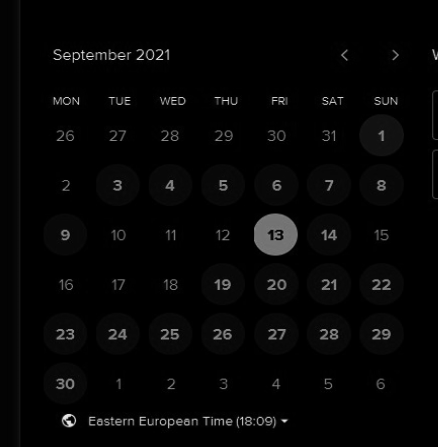 September 2021 < >
MON TUE WED THU FRI SAT SUN
26 27 28 29 30 31 1
2 3 4 5 6 7 8
9 10 11 12 13 14 15
16 17 18 19 20 21 22
23 24 25 26 27 28 29
30 1 2 3 4 5 6
Eastern European Time (18:09)